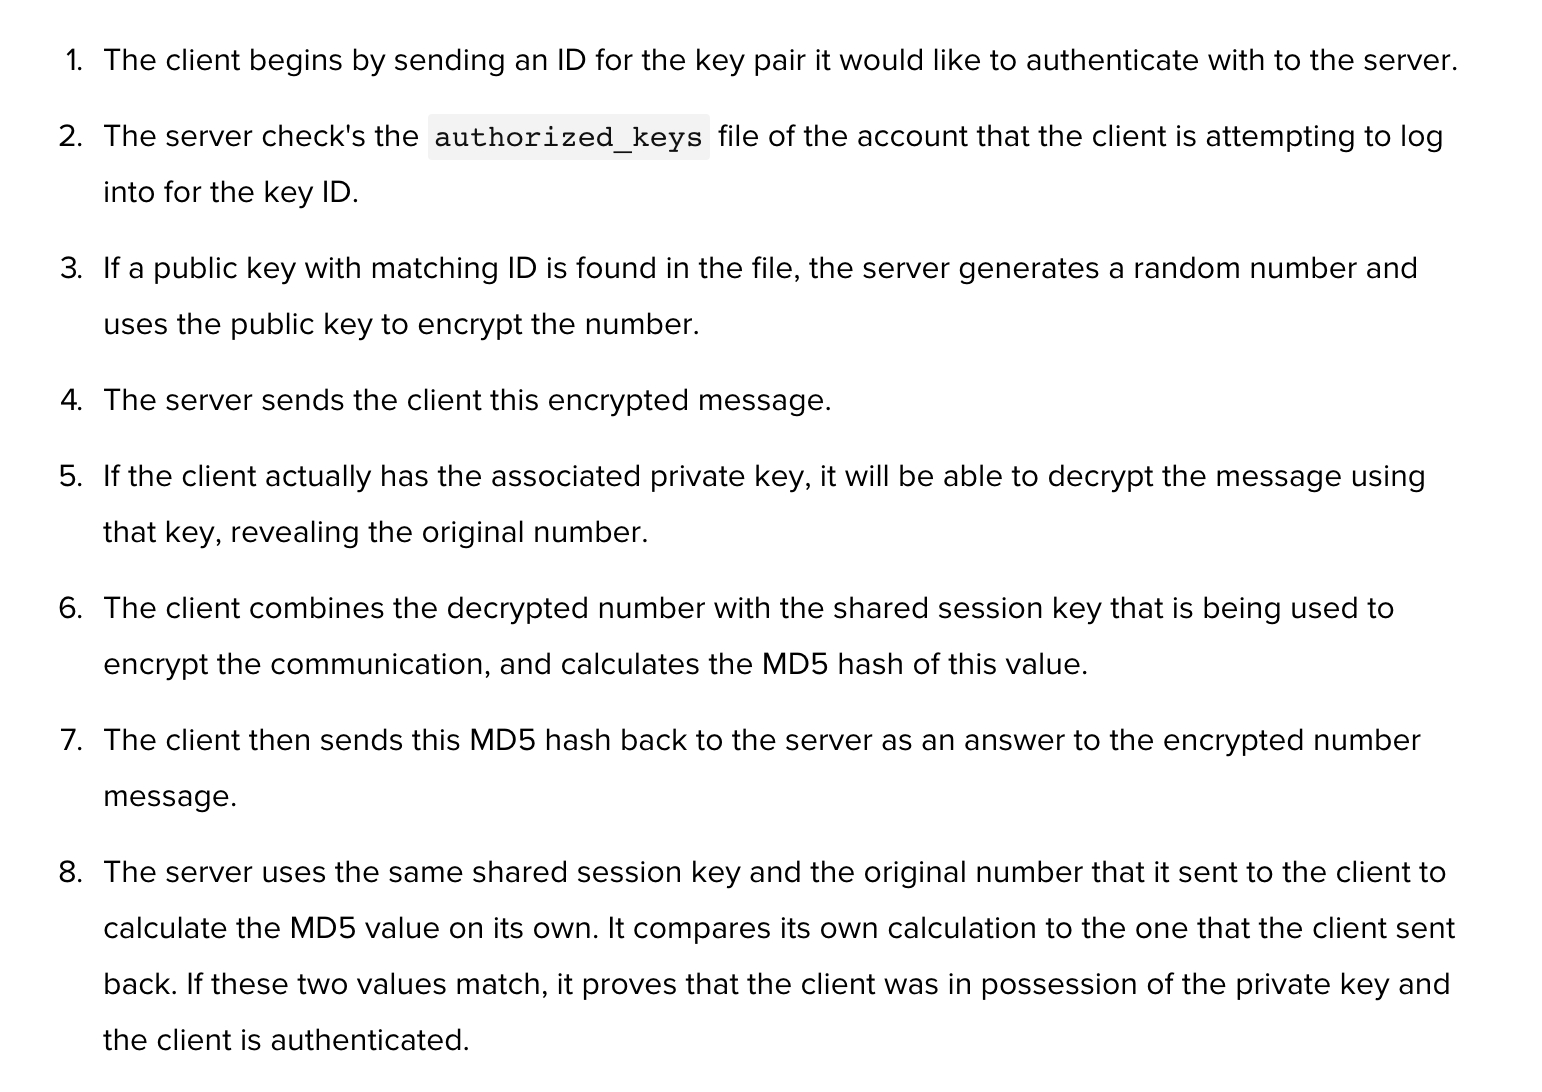 1. The client begins by sending an ID for the key pair it would like to authenticate with to the server.
2. The server check's the authorized_keys file of the account that the client is attempting to log
into for the key ID.
3. If a public key with matching ID is found in the file, the server generates a random number and
uses the public key to encrypt the number.
4. The server sends the client this encrypted message.
5. If the client actually has the associated private key, it will be able to decrypt the message using
that key, revealing the original number.
6. The client combines the decrypted number with the shared session key that is being used to
encrypt the communication, and calculates the MD5 hash of this value.
7. The client then sends this MD5 hash back to the server as an answer to the encrypted number
message.
8. The server uses the same shared session key and the original number that it sent to the client to
calculate the MD5 value on its own. It compares its own calculation to the one that the client sent
back. If these two values match, it proves that the client was in possession of the private key and
the client is authenticated.